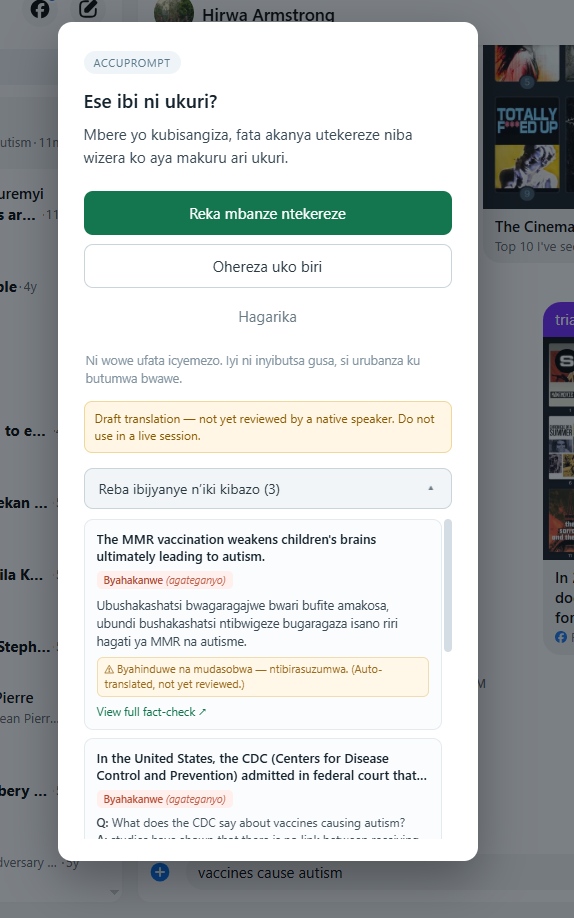 Hirwa Armstrong
ACCUPROMPT
Ese ibi ni ukuri?
Mbere yo kubisangiza, fata akanya utekereze niba
wizera ko aya makuru ari ukuri.
Reka mbanze ntekereze
Ohereza uko biri
Hagarika
Ni wowe ufata icyemezo. Iyi ni inyibutsa gusa, si urubanza ku
butumwa bwawe.
Draft translation — not yet reviewed by a native speaker. Do not
use in a live session.
Reba ibijyanye n'iki kibazo (3)
The MMR vaccination weakens children's brains
ultimately leading to autism.
Byahakanwe (agateganyo)
Ubushakashatsi bwagaragajwe bwari bufite amakosa,
ubundi bushakashatsi ntibwigeze bugaragaza isano riri
hagati ya MMR na autisme.
⚠ Byahinduwe na mudasobwa — ntibirasuzumwa. (Auto-
translated, not yet reviewed.)
View full fact-check ↗
In the United States, the CDC (Centers for Disease
Control and Prevention) admitted in federal court that...
Byahakanwe (agateganyo)
Q: What does the CDC say about vaccines causing autism?
utism · 11m
uremyi
s ar... · 11
ple · 4y
to e...
ekan ...
ila K...
Steph...
Pierre
ean Pierr...
bery ...
dversary ... · 5y
TOTALLY
F***ED UP
The Cinema
Top 10 I've se
tria
In 2
do
for
M
vaccines cause autism